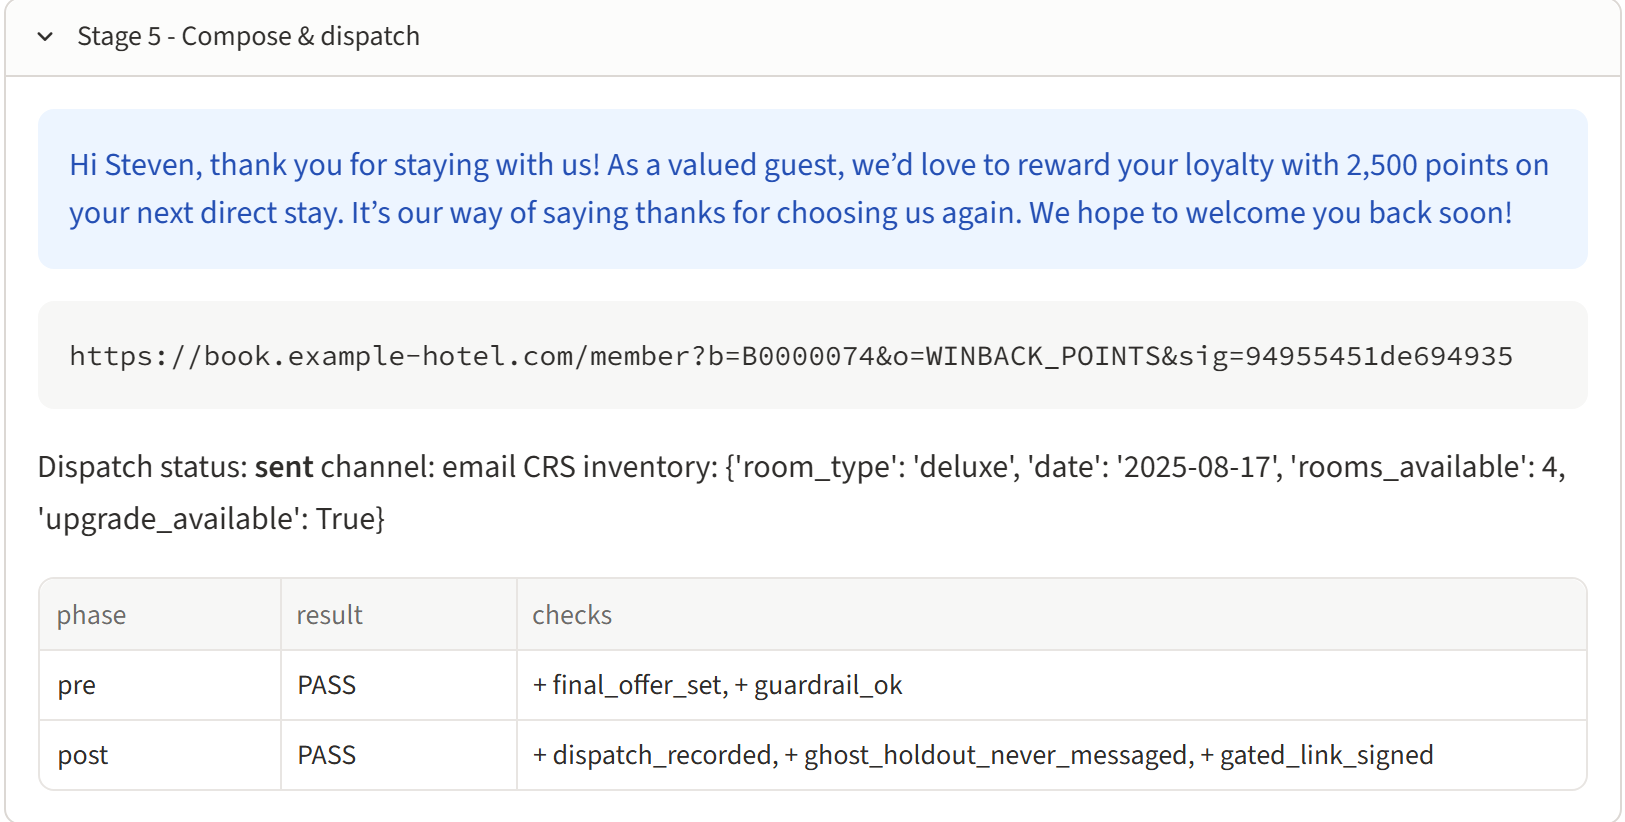 Stage 5 - Compose & dispatch
Hi Steven, thank you for staying with us! As a valued guest, we’d love to reward your loyalty with 2,500 points on
your next direct stay. It’s our way of saying thanks for choosing us again. We hope to welcome you back soon!
https://book.example-hotel.com/member?b=B0000074&o=WINBACK_POINTS&sig=94955451de694935
Dispatch status: sent channel: email CRS inventory: {'room_type': 'deluxe', 'date': '2025-08-17', 'rooms_available': 4,
'upgrade_available': True}
phase result checks
pre PASS + final_offer_set, + guardrail_ok
post PASS + dispatch_recorded, + ghost_holdout_never_messaged, + gated_link_signed